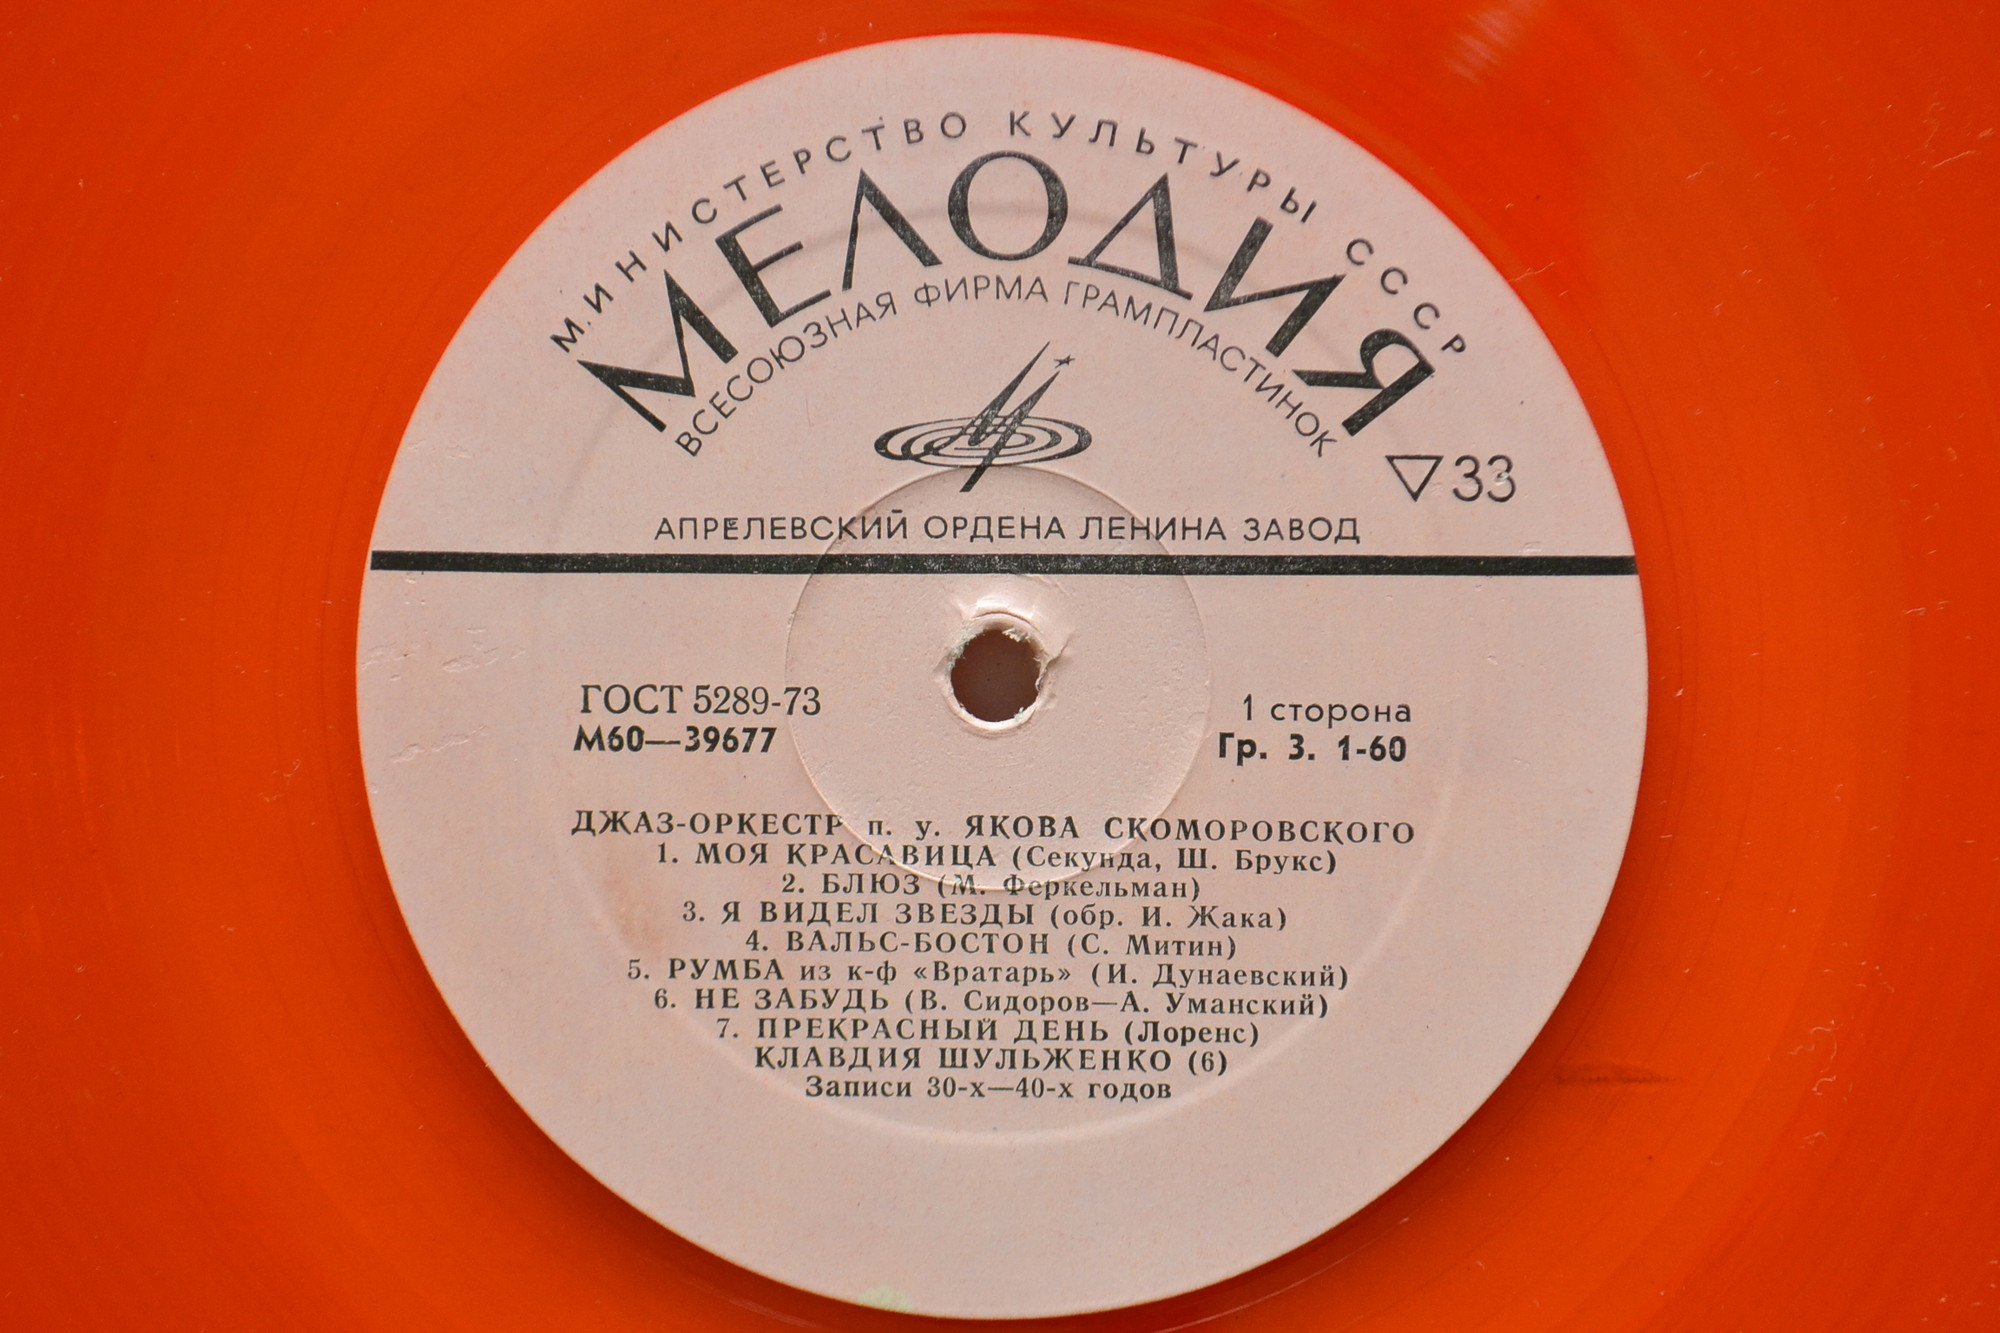 МИНИСТЕРСТВО КУЛЬТУРЫ СССР
МЕЛОДИЯ
ВСЕСОЮЗНАЯ ФИРМА ГРАМПЛАСТИНОК
33
АПРЕЛЕВСКИЙ ОРДЕНА ЛЕНИНА ЗАВОД
ГОСТ 5289-73
М60—39677
1 сторона
Гр. 3. 1-60
ДЖАЗ-ОРКЕСТР п. у. ЯКОВА СКОМОРОВСКОГО
1. МОЯ КРАСАВИЦА (Секунда, Ш. Брукс)
2. БЛЮЗ (М. Феркельман)
3. Я ВИДЕЛ ЗВЕЗДЫ (обр. И. Жака)
4. ВАЛЬС-БОСТОН (С. Митин)
5. РУМБА из к-ф «Вратарь» (И. Дунаевский)
6. НЕ ЗАБУДЬ (В. Сидоров—А. Уманский)
7. ПРЕКРАСНЫЙ ДЕНЬ (Лоренс)
КЛАВДИЯ ШУЛЬЖЕНКО (6)
Записи 30-х—40-х годов